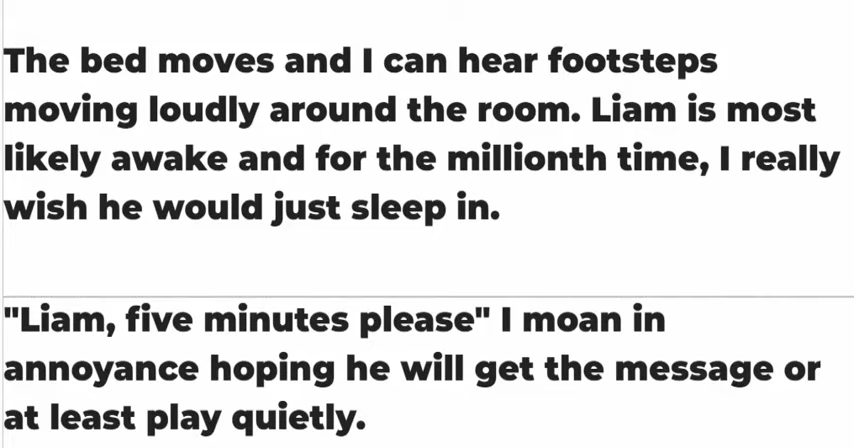 The bed moves and I can hear footsteps
moving loudly around the room. Liam is most
likely awake and for the millionth time, I really
wish he would just sleep in.
"Liam, five minutes please" I moan in
annoyance hoping he will get the message or
at least play quietly.